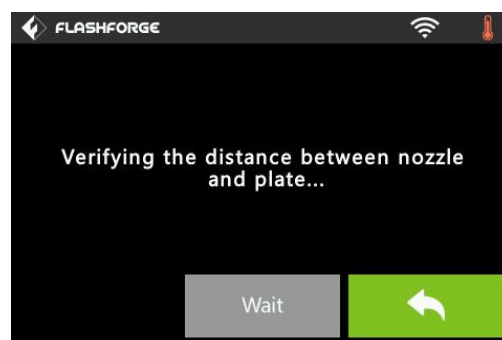 FLASHFORGE
Verifying the distance between nozzle
and plate...
Wait